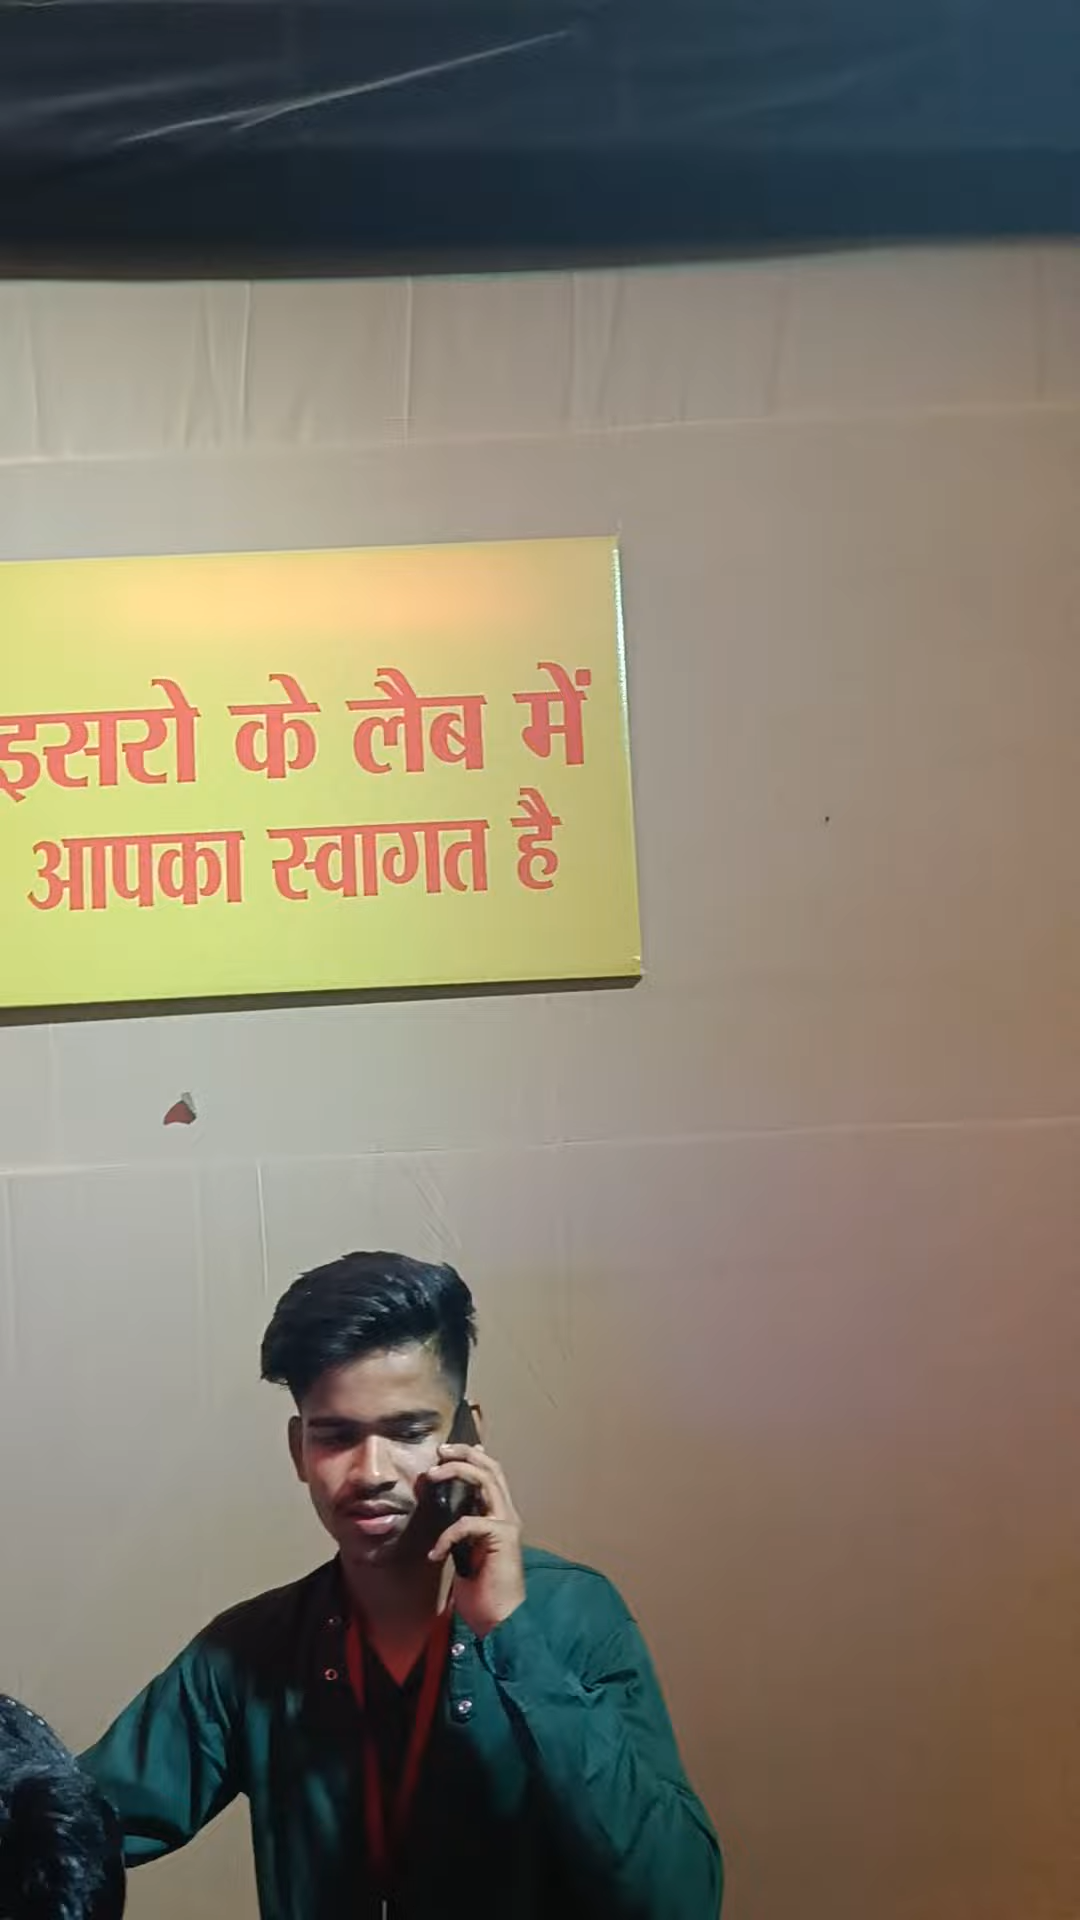 इसरो के लैब में
आपका स्वागत है